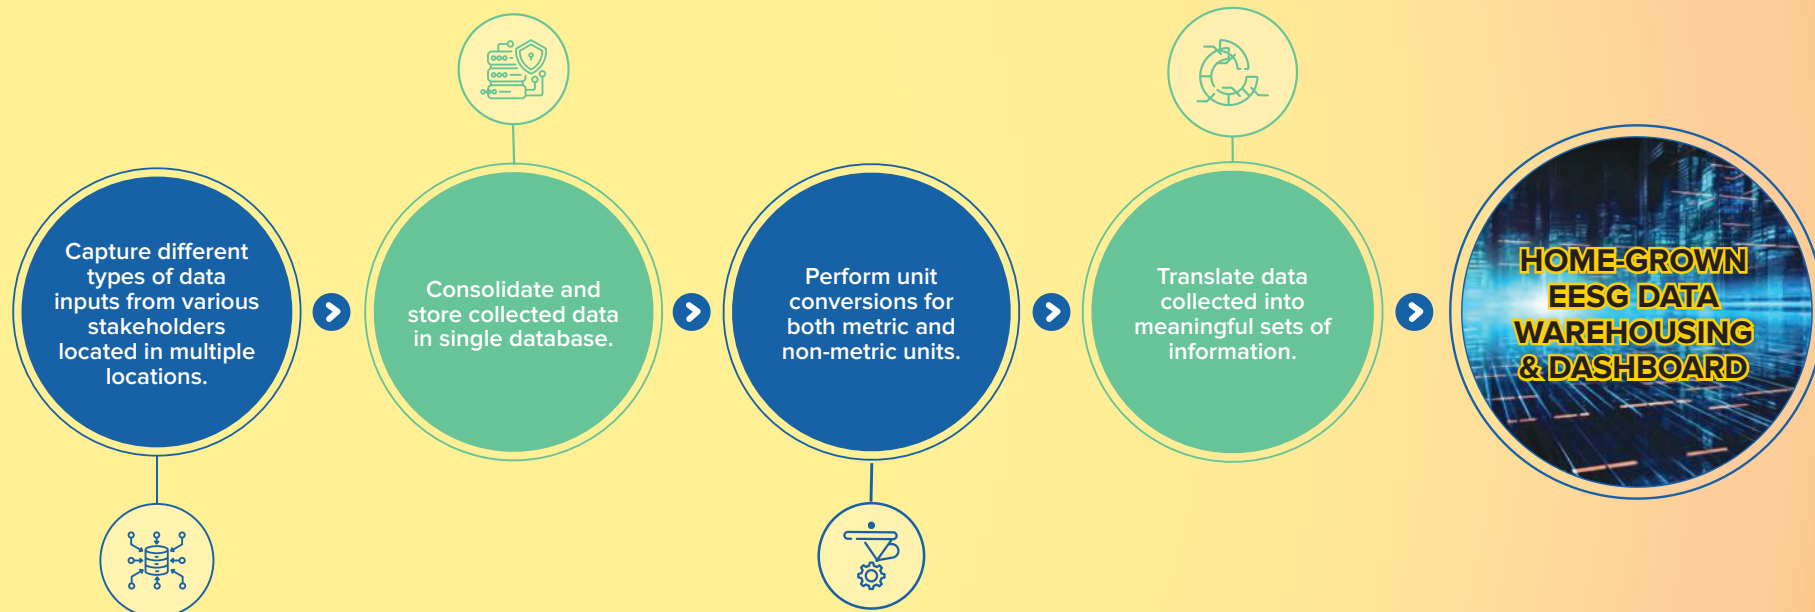 Capture different
types of data
inputs from various
stakeholders
located in multiple
locations.
Consolidate and
store collected data
in single database.
Perform unit
conversions for
both metric and
non-metric units.
Translate data
collected into
meaningful sets of
information.
HOME-GROWN
EESG DATA
WAREHOUSING
& DASHBOARD